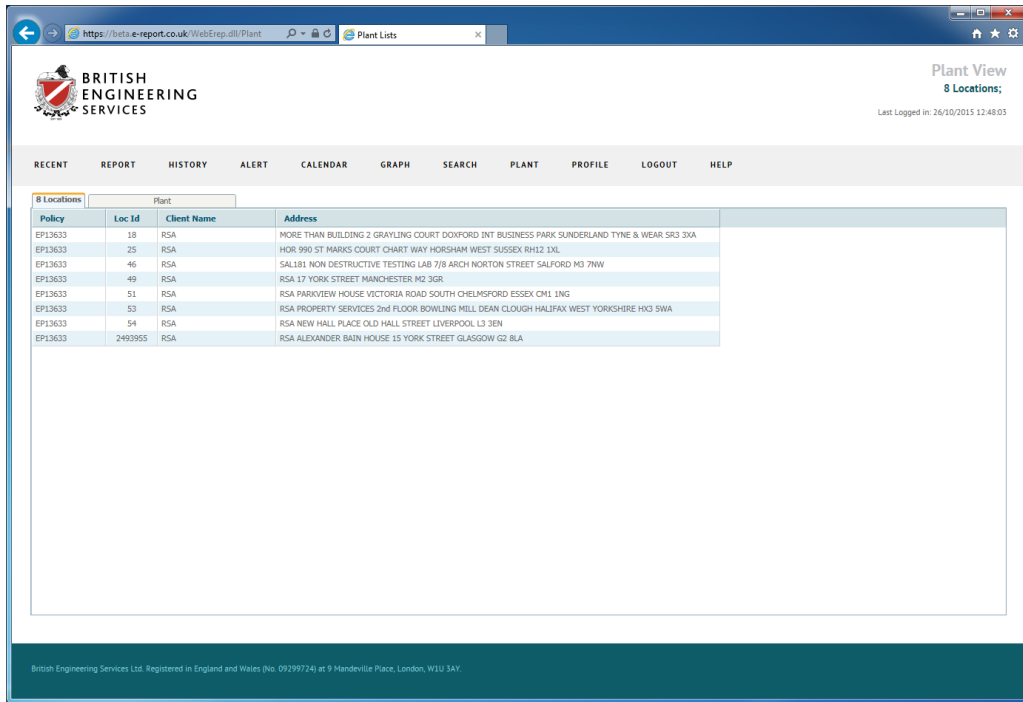 https://beta.e-report.co.uk/WebErep.dll/Plant
Plant Lists
BRITISH
ENGINEERING
SERVICES
Plant View
8 Locations;
Last Logged in: 26/10/2015 12:48:03
RECENT REPORT HISTORY ALERT CALENDAR GRAPH SEARCH PLANT PROFILE LOGOUT HELP
8 Locations Plant
Policy Loc Id Client Name Address
EP13633 18 RSA MORE THAN BUILDING 2 GRAYLING COURT DOXFORD INT BUSINESS PARK SUNDERLAND TYNE & WEAR SR3 3XA
EP13633 25 RSA HOR 990 ST MARKS COURT CHART WAY HORSHAM WEST SUSSEX RH12 1XL
EP13633 46 RSA SAL181 NON DESTRUCTIVE TESTING LAB 7/8 ARCH NORTON STREET SALFORD M3 7NW
EP13633 49 RSA RSA 17 YORK STREET MANCHESTER M2 3GR
EP13633 51 RSA RSA PARKVIEW HOUSE VICTORIA ROAD SOUTH CHELMSFORD ESSEX CM1 1NG
EP13633 53 RSA RSA PROPERTY SERVICES 2nd FLOOR BOWLING MILL DEAN CLOUGH HALIFAX WEST YORKSHIRE HX3 5WA
EP13633 54 RSA RSA NEW HALL PLACE OLD HALL STREET LIVERPOOL L3 3EN
EP13633 2493955 RSA RSA ALEXANDER BAIN HOUSE 15 YORK STREET GLASGOW G2 8LA
British Engineering Services Ltd. Registered in England and Wales (No. 09299724) at 9 Mandeville Place, London, W1U 3AY.